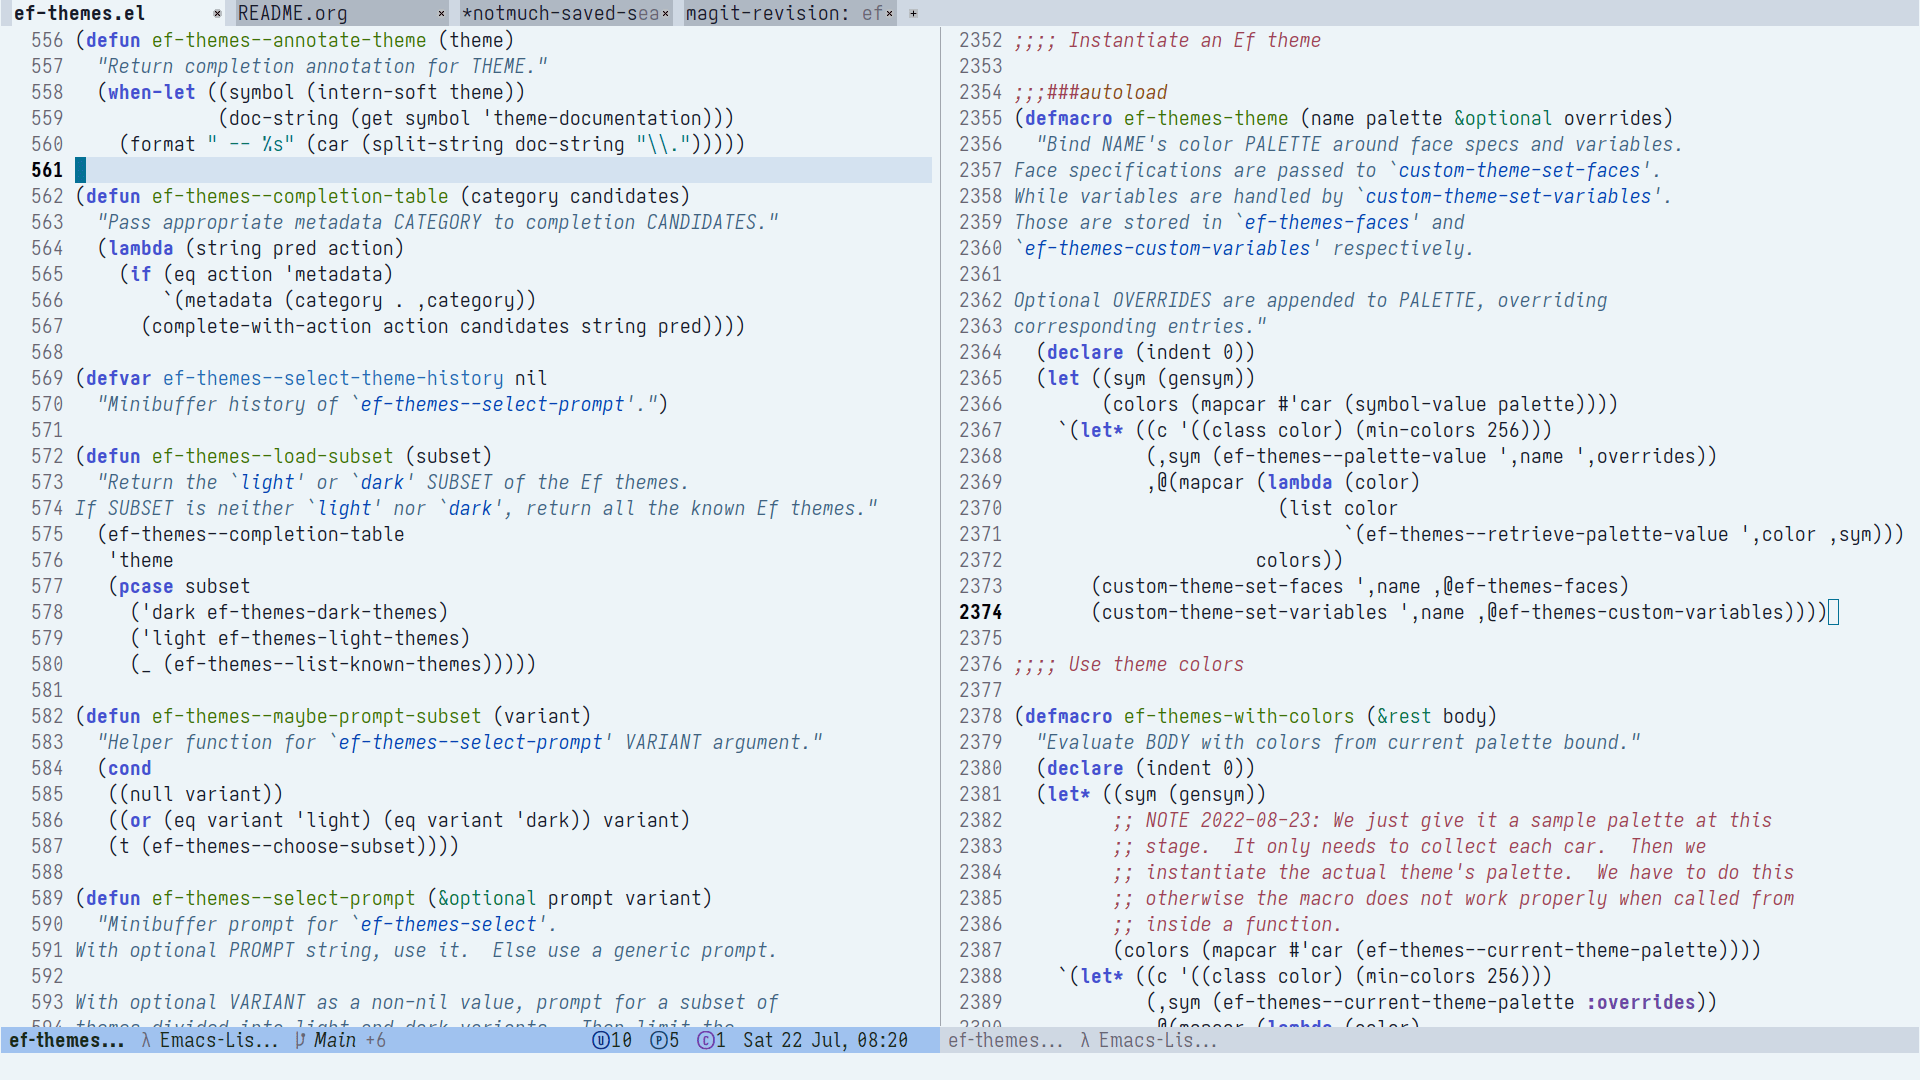 ef-themes.el × README.org × *notmuch-saved-sea× magit-revision: ef× +
556 (defun ef-themes--annotate-theme (theme)
557   "Return completion annotation for THEME."
558   (when-let ((symbol (intern-soft theme))
559              (doc-string (get symbol 'theme-documentation)))
560     (format " -- %s" (car (split-string doc-string "\\.")))))
561
562 (defun ef-themes--completion-table (category candidates)
563   "Pass appropriate metadata CATEGORY to completion CANDIDATES."
564   (lambda (string pred action)
565     (if (eq action 'metadata)
566         `(metadata (category . ,category))
567       (complete-with-action action candidates string pred))))
568
569 (defvar ef-themes--select-theme-history nil
570   "Minibuffer history of `ef-themes--select-prompt'.")
571
572 (defun ef-themes--load-subset (subset)
573   "Return the `light' or `dark' SUBSET of the Ef themes.
574 If SUBSET is neither `light' nor `dark', return all the known Ef themes."
575   (ef-themes--completion-table
576    'theme
577    (pcase subset
578      ('dark ef-themes-dark-themes)
579      ('light ef-themes-light-themes)
580      (_ (ef-themes--list-known-themes)))))
581
582 (defun ef-themes--maybe-prompt-subset (variant)
583   "Helper function for `ef-themes--select-prompt' VARIANT argument."
584   (cond
585    ((null variant))
586    ((or (eq variant 'light) (eq variant 'dark)) variant)
587    (t (ef-themes--choose-subset))))
588
589 (defun ef-themes--select-prompt (&optional prompt variant)
590   "Minibuffer prompt for `ef-themes-select'.
591 With optional PROMPT string, use it.  Else use a generic prompt.
592
593 With optional VARIANT as a non-nil value, prompt for a subset of
594 themes divided into light and dark variants.  Then limit the
ef-themes... λ Emacs-Lis... Main +6 U10 P5 C1 Sat 22 Jul, 08:20
2352 ;;;; Instantiate an Ef theme
2353
2354 ;;;###autoload
2355 (defmacro ef-themes-theme (name palette &optional overrides)
2356   "Bind NAME's color PALETTE around face specs and variables.
2357 Face specifications are passed to `custom-theme-set-faces'.
2358 While variables are handled by `custom-theme-set-variables'.
2359 Those are stored in `ef-themes-faces' and
2360 `ef-themes-custom-variables' respectively.
2361
2362 Optional OVERRIDES are appended to PALETTE, overriding
2363 corresponding entries."
2364   (declare (indent 0))
2365   (let ((sym (gensym))
2366         (colors (mapcar #'car (symbol-value palette))))
2367     `(let* ((c '((class color) (min-colors 256)))
2368             (,sym (ef-themes--palette-value ',name ',overrides))
2369             ,@(mapcar (lambda (color)
2370                         (list color
2371                               `(ef-themes--retrieve-palette-value ',color ,sym)))
2372                       colors))
2373        (custom-theme-set-faces ',name ,@ef-themes-faces)
2374        (custom-theme-set-variables ',name ,@ef-themes-custom-variables))))
2375
2376 ;;;; Use theme colors
2377
2378 (defmacro ef-themes-with-colors (&rest body)
2379   "Evaluate BODY with colors from current palette bound."
2380   (declare (indent 0))
2381   (let* ((sym (gensym))
2382          ;; NOTE 2022-08-23: We just give it a sample palette at this
2383          ;; stage.  It only needs to collect each car.  Then we
2384          ;; instantiate the actual theme's palette.  We have to do this
2385          ;; otherwise the macro does not work properly when called from
2386          ;; inside a function.
2387          (colors (mapcar #'car (ef-themes--current-theme-palette))))
2388     `(let* ((c '((class color) (min-colors 256)))
2389             (,sym (ef-themes--current-theme-palette :overrides))
2390             ,@(mapcar (lambda (color)
ef-themes... λ Emacs-Lis...